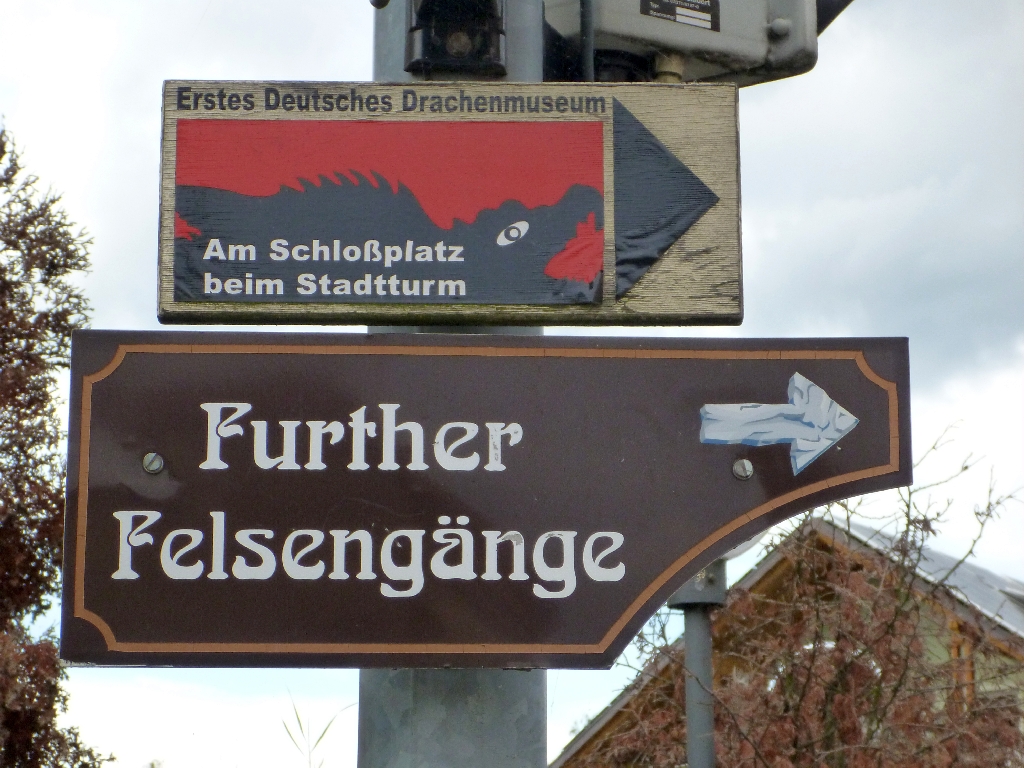 Erstes Deutsches Drachenmuseum
Am Schloßplatz
beim Stadtturm
Further
Felsengänge